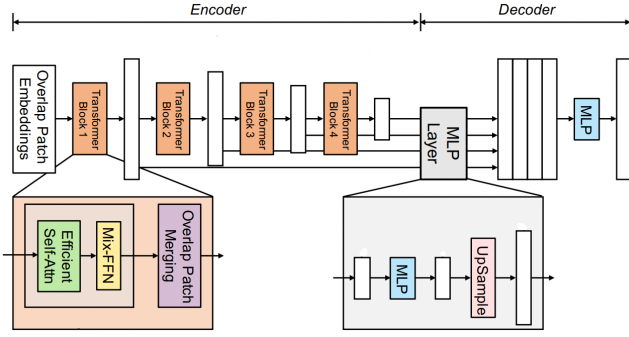 Encoder
Decoder
Overlap Patch
Embeddings
Transformer
Block 1
Transformer
Block 2
Transformer
Block 3
Transformer
Block 4
MLP
Layer
MLP
Efficient
Self-Attn
Mix-FFN
Overlap Patch
Merging
MLP
UpSample